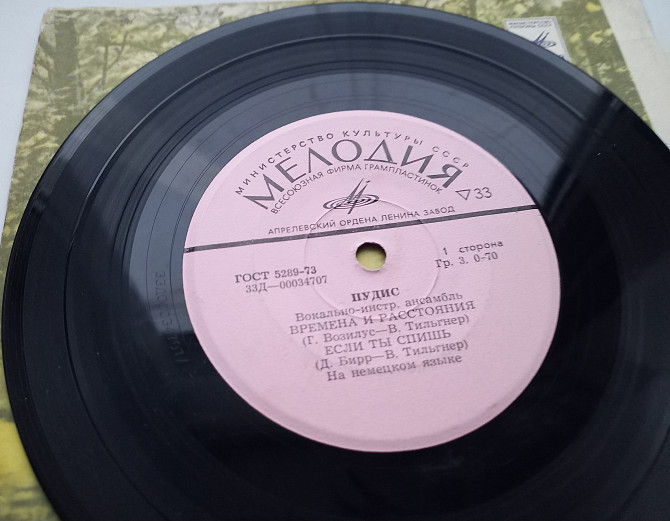 МИНИСТЕРСТВО КУЛЬТУРЫ СССР
МЕЛОДИЯ
ВСЕСОЮЗНАЯ ФИРМА ГРАМПЛАСТИНОК
33
АПРЕЛЕВСКИЙ ОРДЕНА ЛЕНИНА ЗАВОД
ГОСТ 5289-73
33Д—00034707
1 сторона
Гр. 3. 0-70
ПУДИС
Вокально-инстр. ансамбль
ВРЕМЕНА И РАССТОЯНИЯ
(Г. Возилус—В. Тильгнер)
ЕСЛИ ТЫ СПИШЬ
(Д. Бирр—В. Тильгнер)
На немецком языке